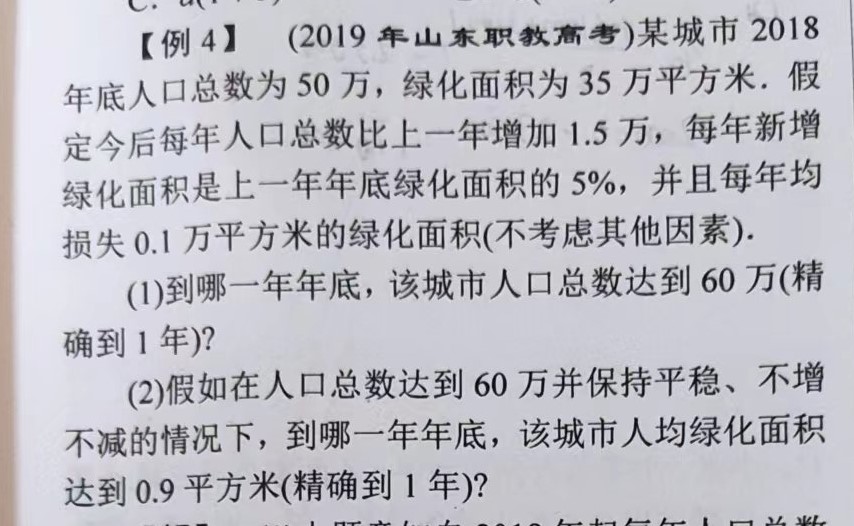 【例 4】 (2019 年山东职教高考)某城市 2018
年底人口总数为 50 万，绿化面积为 35 万平方米．假
定今后每年人口总数比上一年增加 1.5 万，每年新增
绿化面积是上一年年底绿化面积的 5%，并且每年均
损失 0.1 万平方米的绿化面积(不考虑其他因素)．
(1)到哪一年年底，该城市人口总数达到 60 万(精
确到 1 年)?
(2)假如在人口总数达到 60 万并保持平稳、不增
不减的情况下，到哪一年年底，该城市人均绿化面积
达到 0.9 平方米(精确到 1 年)?